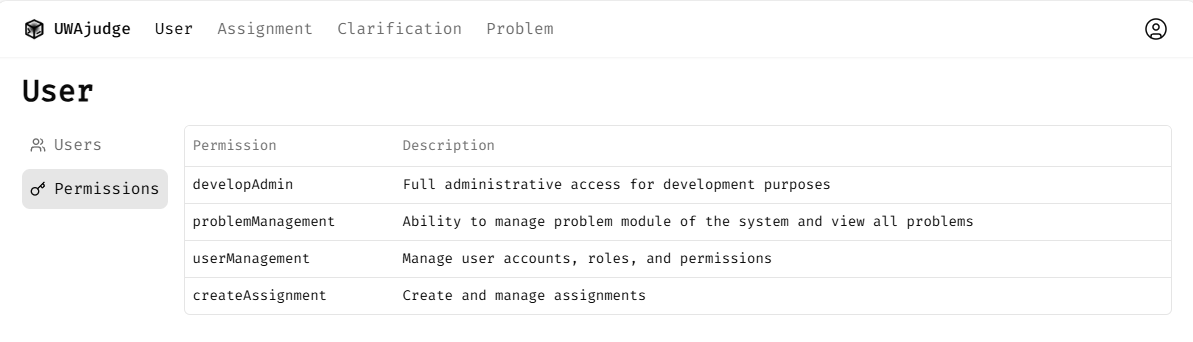 UWAjudge User Assignment Clarification Problem
User
Users
Permissions
Permission Description
developAdmin Full administrative access for development purposes
problemManagement Ability to manage problem module of the system and view all problems
userManagement Manage user accounts, roles, and permissions
createAssignment Create and manage assignments